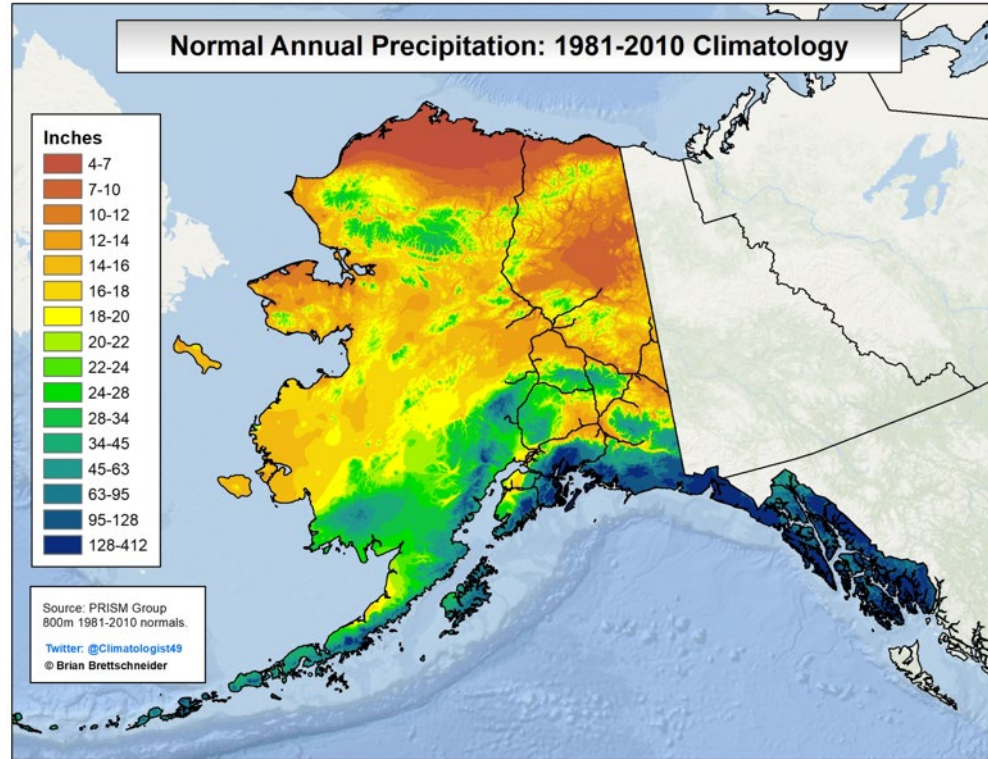 Normal Annual Precipitation: 1981-2010 Climatology
Inches
4-7
7-10
10-12
12-14
14-16
16-18
18-20
20-22
22-24
24-28
28-34
34-45
45-63
63-95
95-128
128-412
Source: PRISM Group
800m 1981-2010 normals.
Twitter: @Climatologist49
© Brian Brettschneider